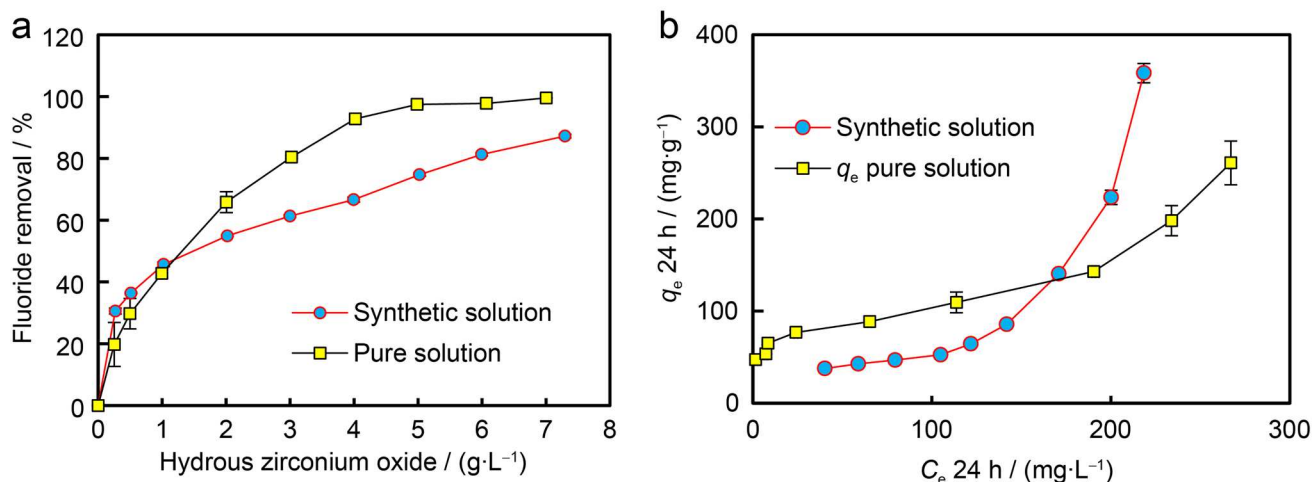 a
120
100
80
60
40
20
0
Fluoride removal / %
Synthetic solution
Pure solution
0 1 2 3 4 5 6 7 8
Hydrous zirconium oxide / (g·L⁻¹)
b
400
300
200
100
0
qₑ 24 h / (mg·g⁻¹)
Synthetic solution
qₑ pure solution
0 100 200 300
Cₑ 24 h / (mg·L⁻¹)